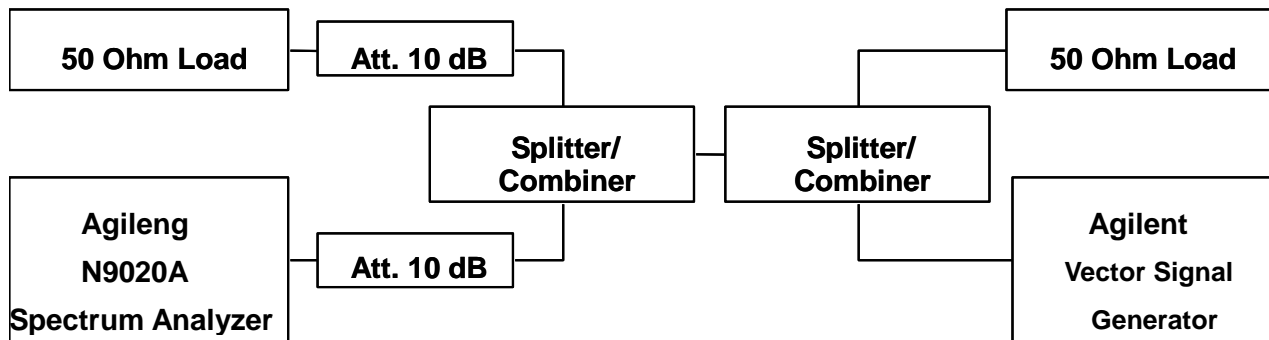 50 Ohm Load
Att. 10 dB
50 Ohm Load
Splitter/
Combiner
Splitter/
Combiner
Agileng
N9020A
Spectrum Analyzer
Att. 10 dB
Agilent
Vector Signal
Generator